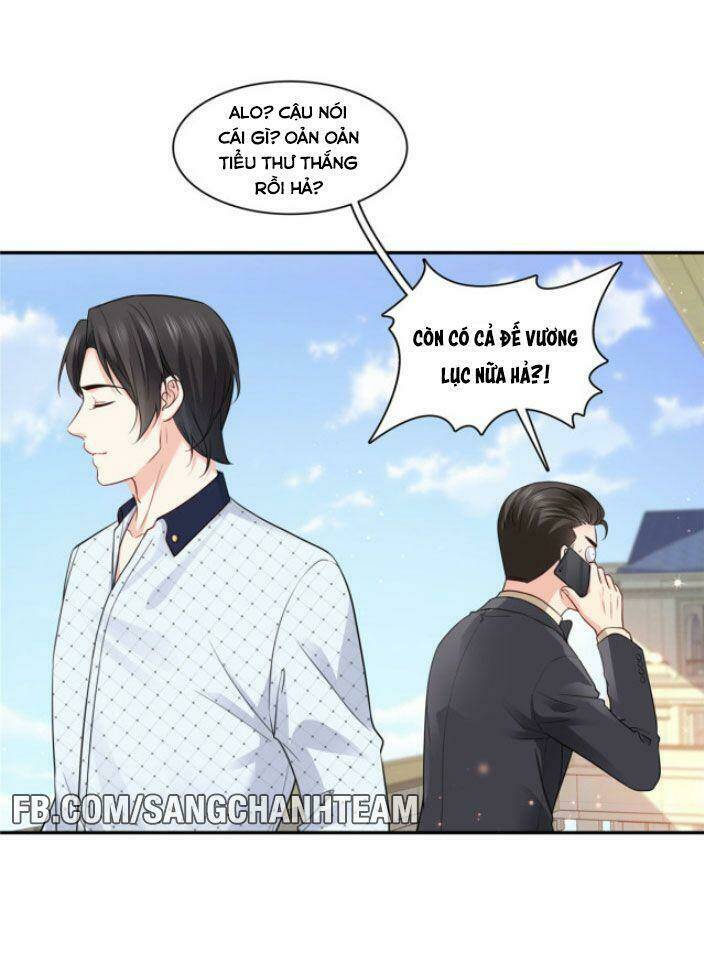 ALO? CẬU NÓI
CÁI GÌ? OẢN OẢN
TIỂU THƯ THẮNG
RỒI HẢ?
CÒN CÓ CẢ ĐẾ VƯƠNG
LỤC NỮA HẢ?!
FB.COM/SANGCHANHTEAM